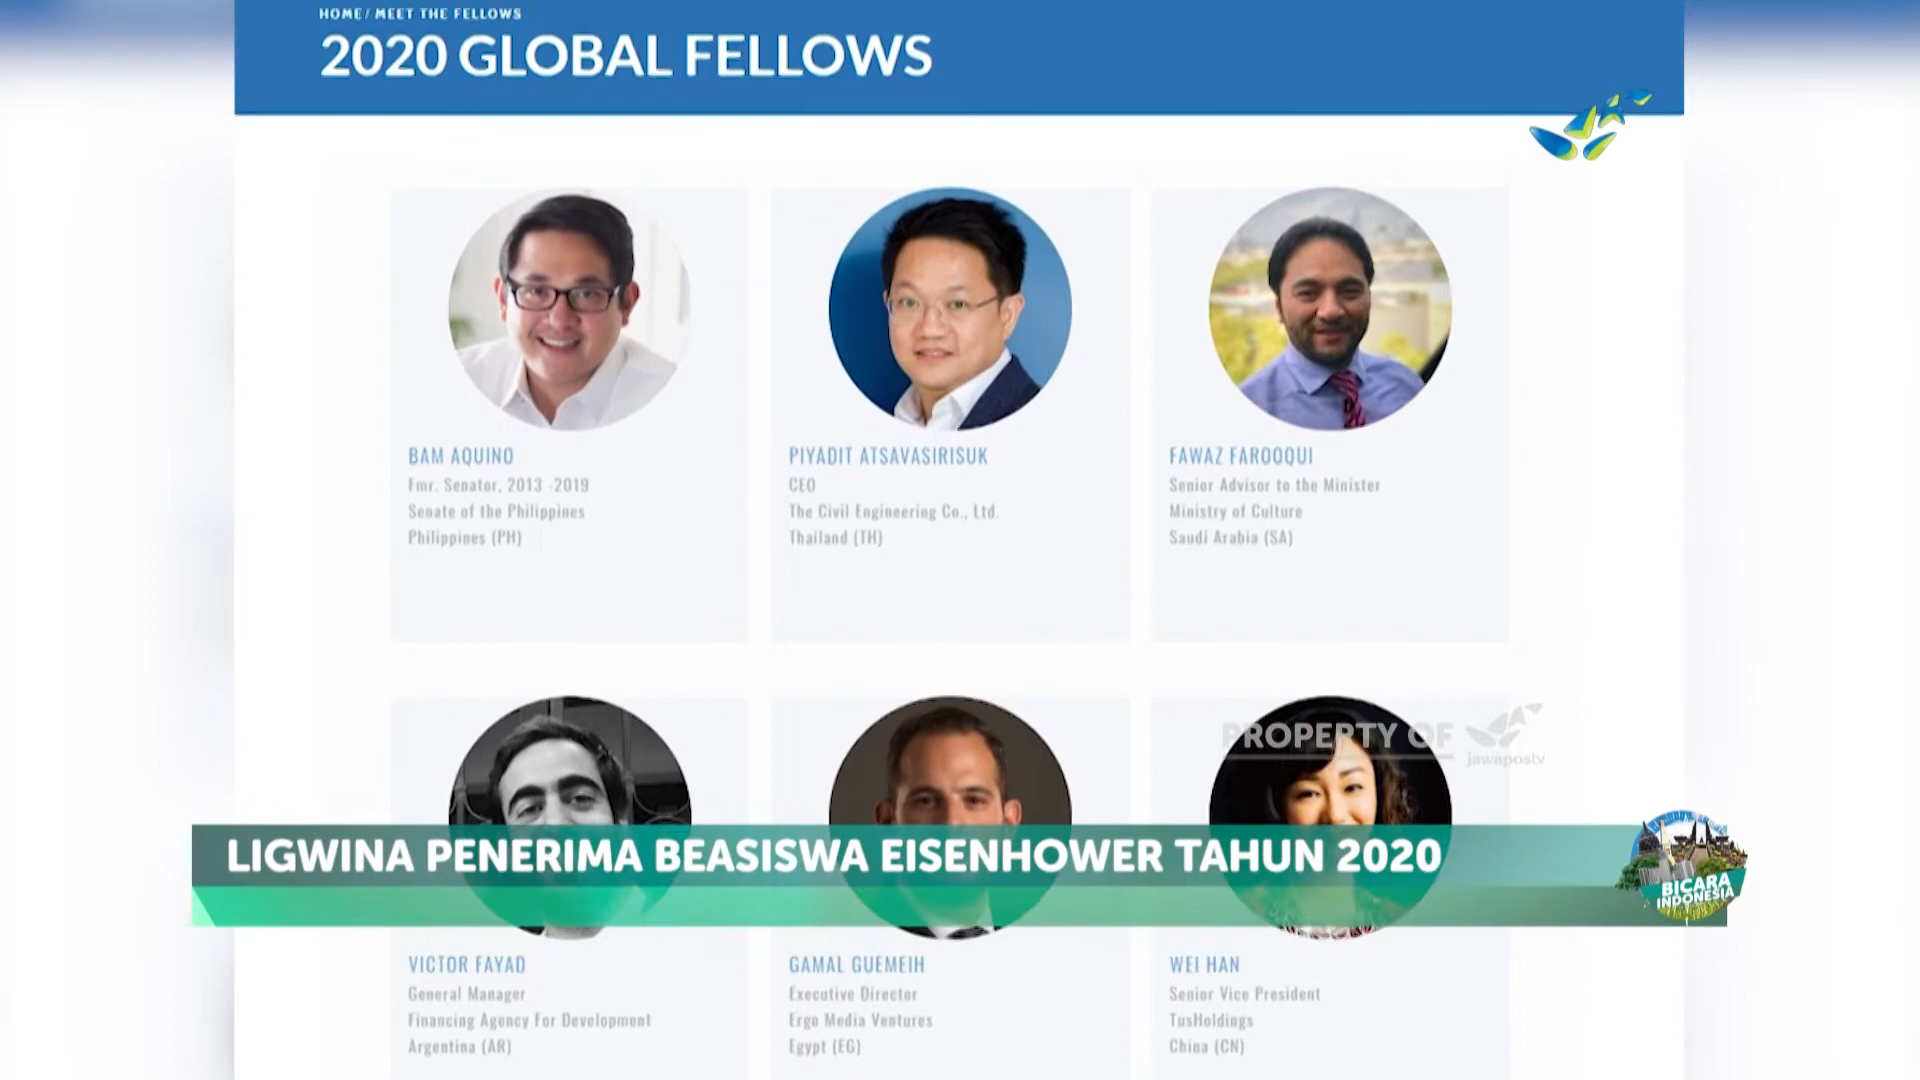 HOME / MEET THE FELLOWS
2020 GLOBAL FELLOWS
BAM AQUINO
Fmr. Senator, 2013 -2019
Senate of the Philippines
Philippines (PH)
PIYADIT ATSAVASIRISUK
CEO
The Civil Engineering Co., Ltd.
Thailand (TH)
FAWAZ FAROOQUI
Senior Advisor to the Minister
Ministry of Culture
Saudi Arabia (SA)
PROPERTY OF
jawapostv
LIGWINA PENERIMA BEASISWA EISENHOWER TAHUN 2020
BICARA
INDONESIA
VICTOR FAYAD
General Manager
Financing Agency For Development
Argentina (AR)
GAMAL GUEMEIH
Executive Director
Ergo Media Ventures
Egypt (EG)
WEI HAN
Senior Vice President
TusHoldings
China (CN)